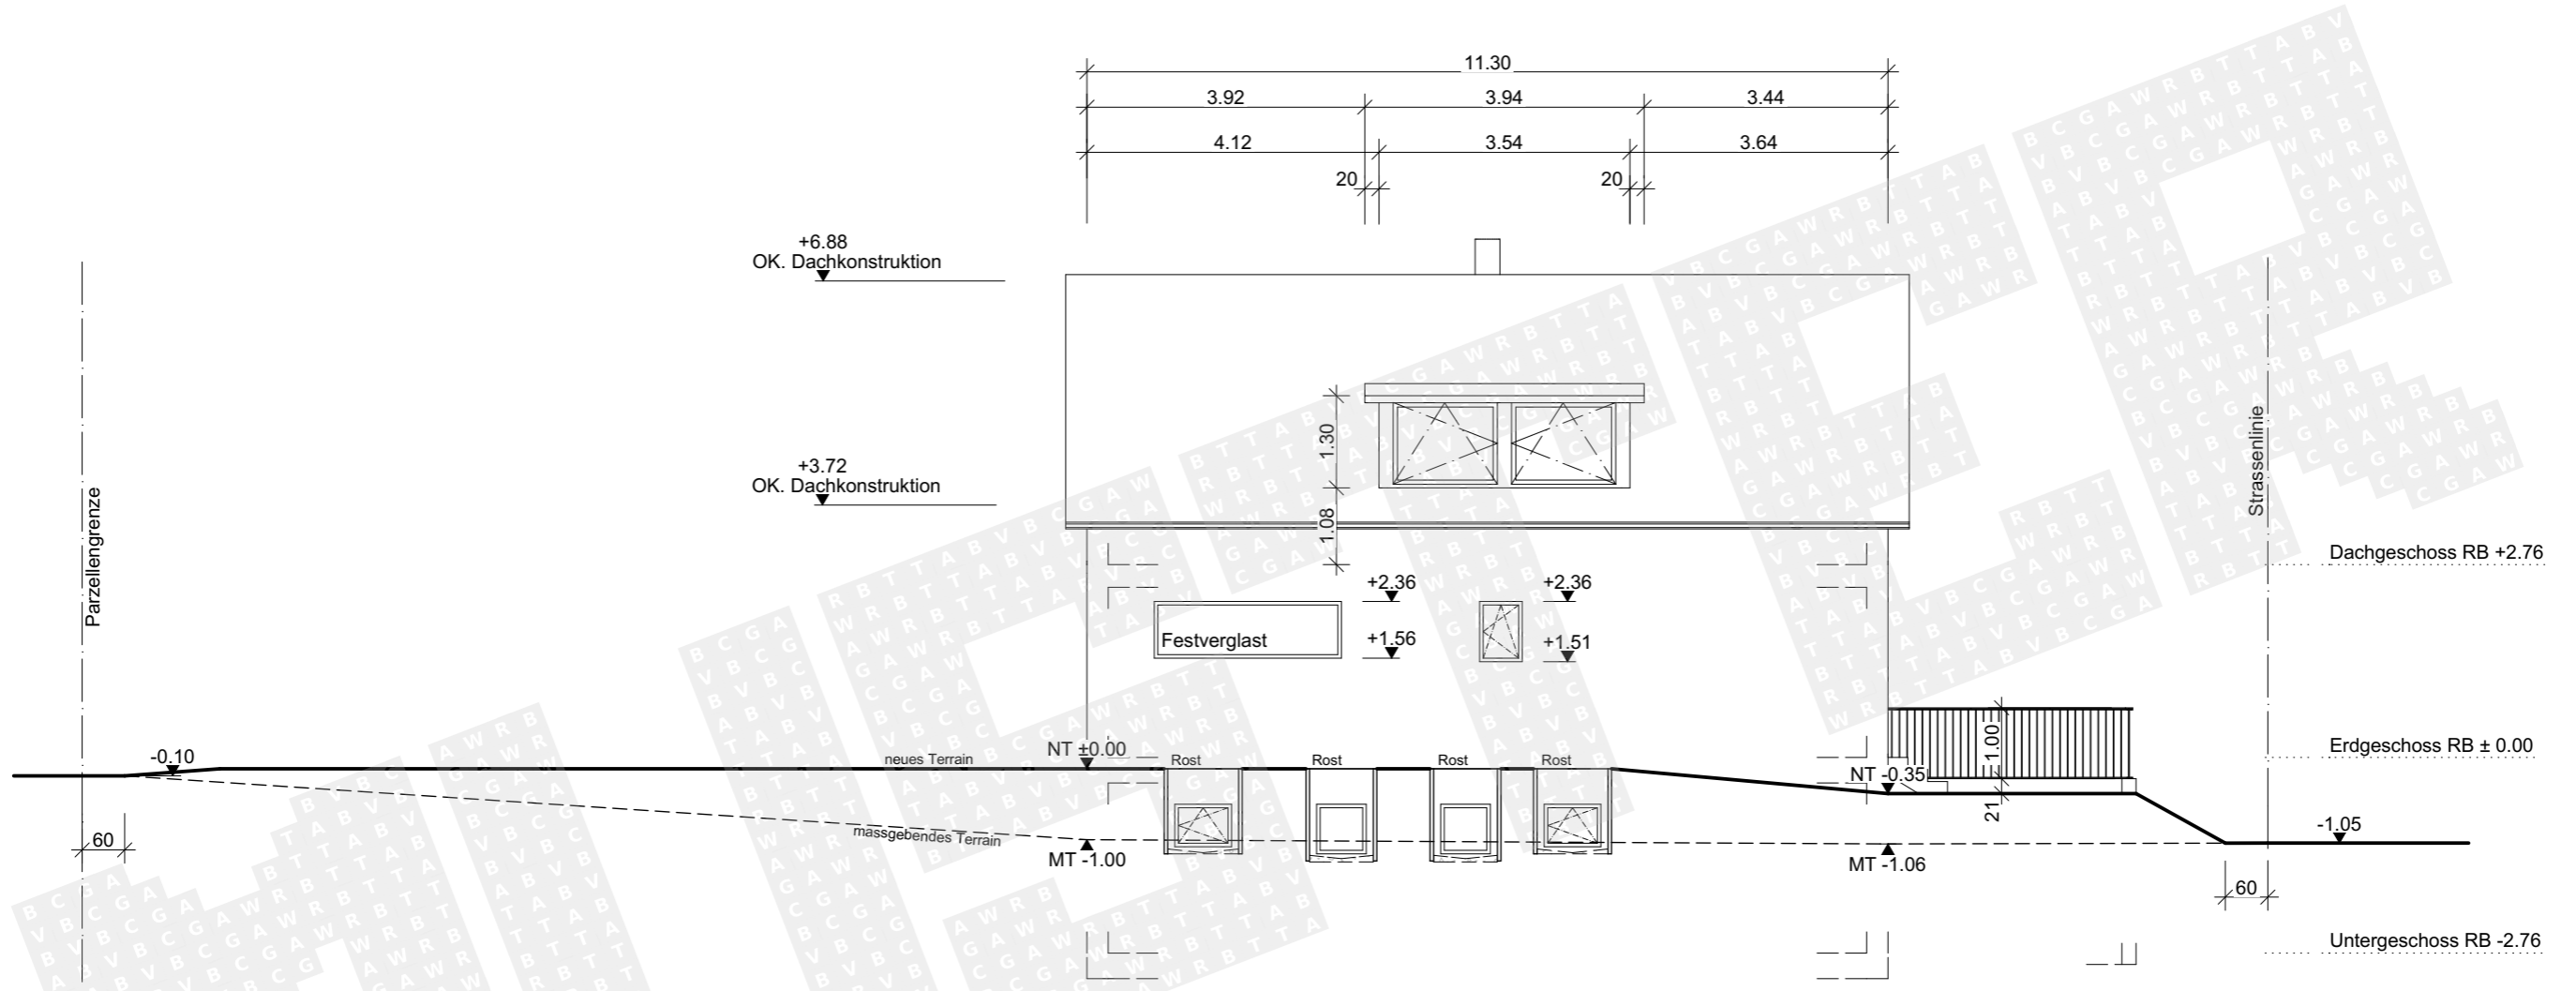 11.30
3.92
3.94
3.44
4.12
3.54
3.64
20
20
+6.88
OK. Dachkonstruktion
+3.72
OK. Dachkonstruktion
1.30
1.08
Parzellengrenze
Strassenlinie
Dachgeschoss RB +2.76
+2.36
+2.36
Festverglast
+1.56
+1.51
1.00
-0.10
neues Terrain
NT ±0.00
Rost
Rost
Rost
Rost
NT -0.35
Erdgeschoss RB ± 0.00
21
60
massgebendes Terrain
MT -1.00
MT -1.06
-1.05
60
Untergeschoss RB -2.76
MUSTER